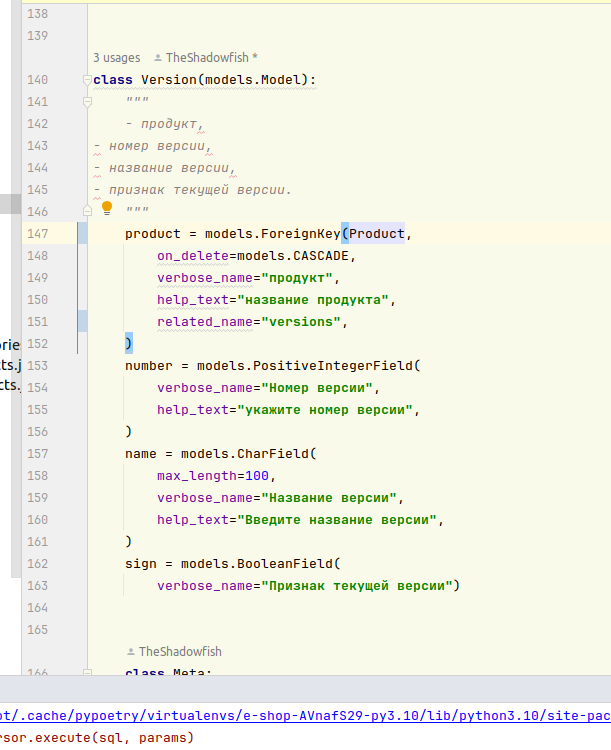 138
139
3 usages TheShadowfish *
140 class Version(models.Model):
141 """
142 - продукт,
143 - номер версии,
144 - название версии,
145 - признак текущей версии.
146 """
147 product = models.ForeignKey(Product,
148 on_delete=models.CASCADE,
149 verbose_name="продукт",
150 help_text="название продукта",
151 related_name="versions",
152 )
153 number = models.PositiveIntegerField(
154 verbose_name="Номер версии",
155 help_text="укажите номер версии",
156 )
157 name = models.CharField(
158 max_length=100,
159 verbose_name="Название версии",
160 help_text="Введите название версии",
161 )
162 sign = models.BooleanField(
163 verbose_name="Признак текущей версии")
164
165
TheShadowfish
166 class Meta:
ories
cts.j
cts.
ot/.cache/pypoetry/virtualenvs/e-shop-AVnafS29-py3.10/lib/python3.10/site-pac
rsor.execute(sql, params)